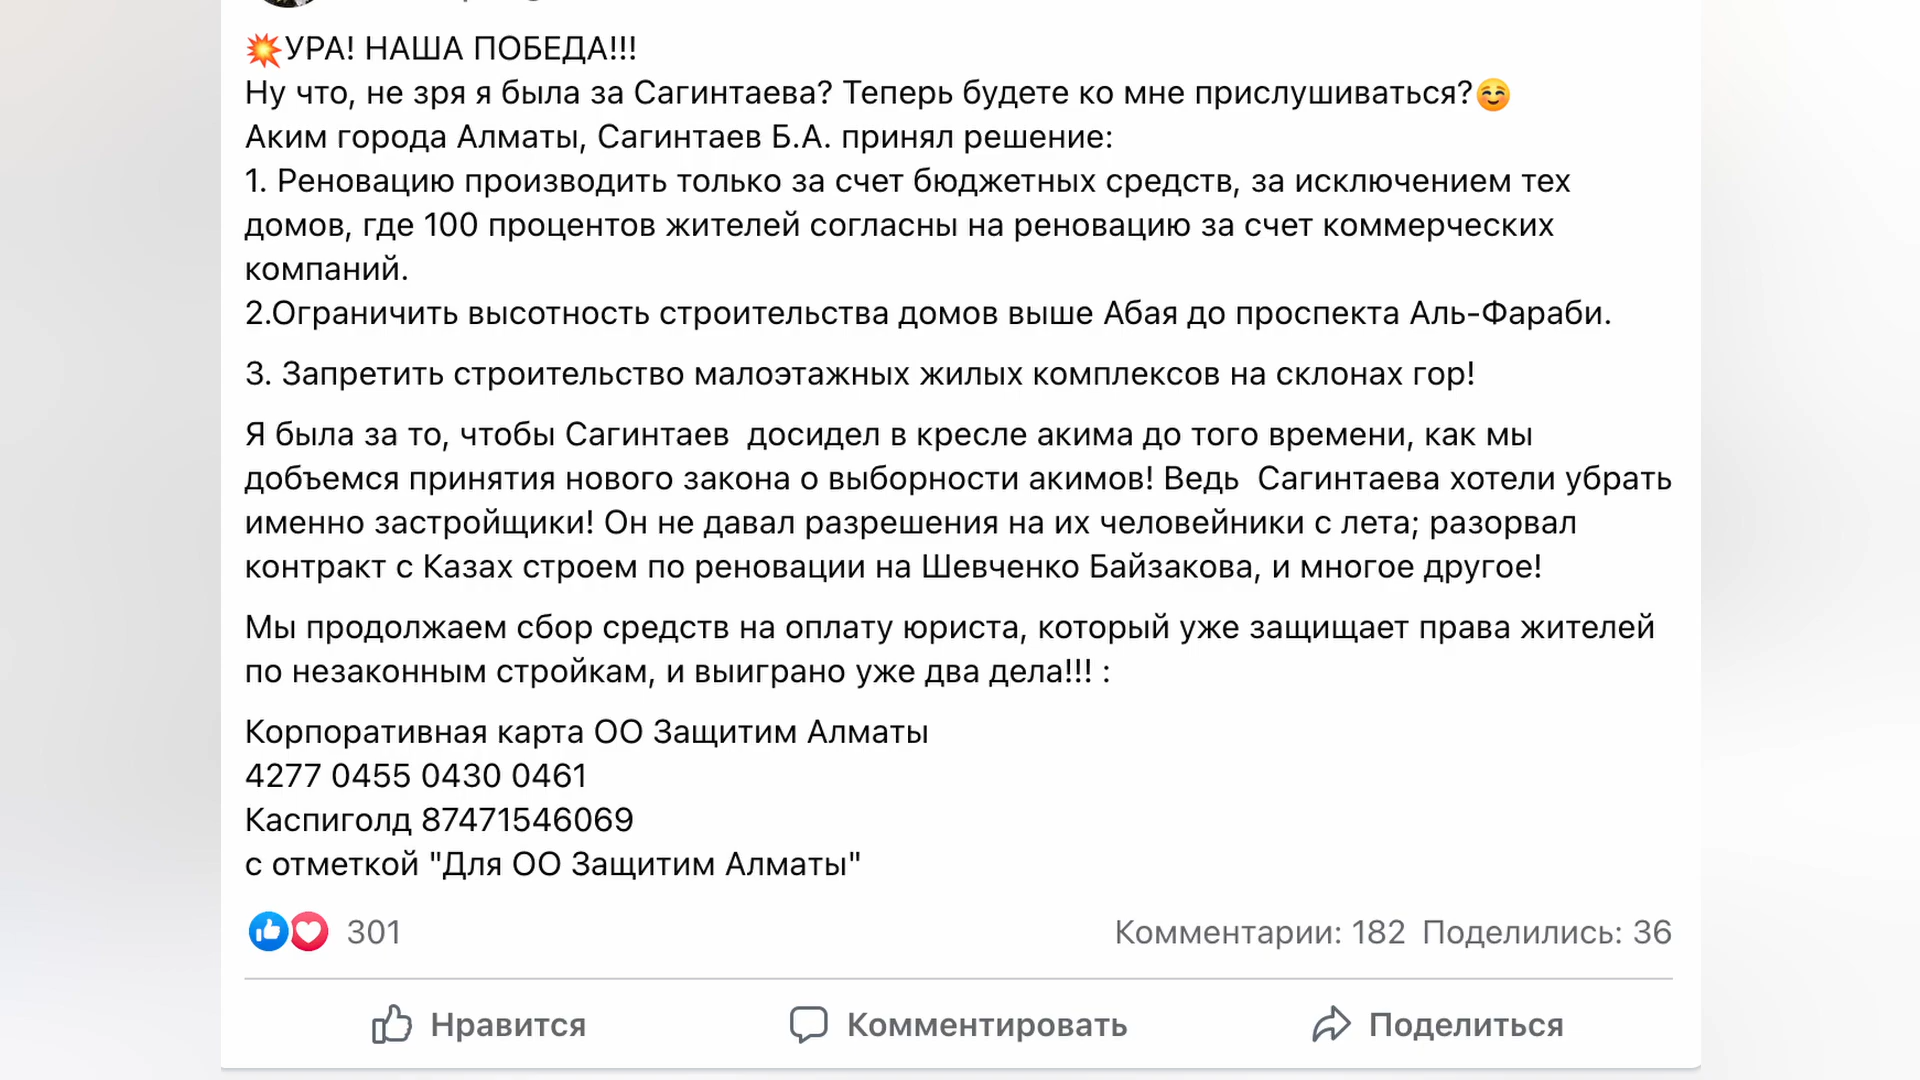 💥УРА! НАША ПОБЕДА!!!
Ну что, не зря я была за Сагинтаева? Теперь будете ко мне прислушиваться?☺️
Аким города Алматы, Сагинтаев Б.А. принял решение:
1. Реновацию производить только за счет бюджетных средств, за исключением тех
домов, где 100 процентов жителей согласны на реновацию за счет коммерческих
компаний.
2.Ограничить высотность строительства домов выше Абая до проспекта Аль-Фараби.
3. Запретить строительство малоэтажных жилых комплексов на склонах гор!
Я была за то, чтобы Сагинтаев  досидел в кресле акима до того времени, как мы
добъемся принятия нового закона о выборности акимов! Ведь  Сагинтаева хотели убрать
именно застройщики! Он не давал разрешения на их человейники с лета; разорвал
контракт с Казах строем по реновации на Шевченко Байзакова, и многое другое!
Мы продолжаем сбор средств на оплату юриста, который уже защищает права жителей
по незаконным стройкам, и выиграно уже два дела!!! :
Корпоративная карта ОО Защитим Алматы
4277 0455 0430 0461
Каспиголд 87471546069
с отметкой "Для ОО Защитим Алматы"
301
Комментарии: 182 Поделились: 36
Нравится
Комментировать
Поделиться